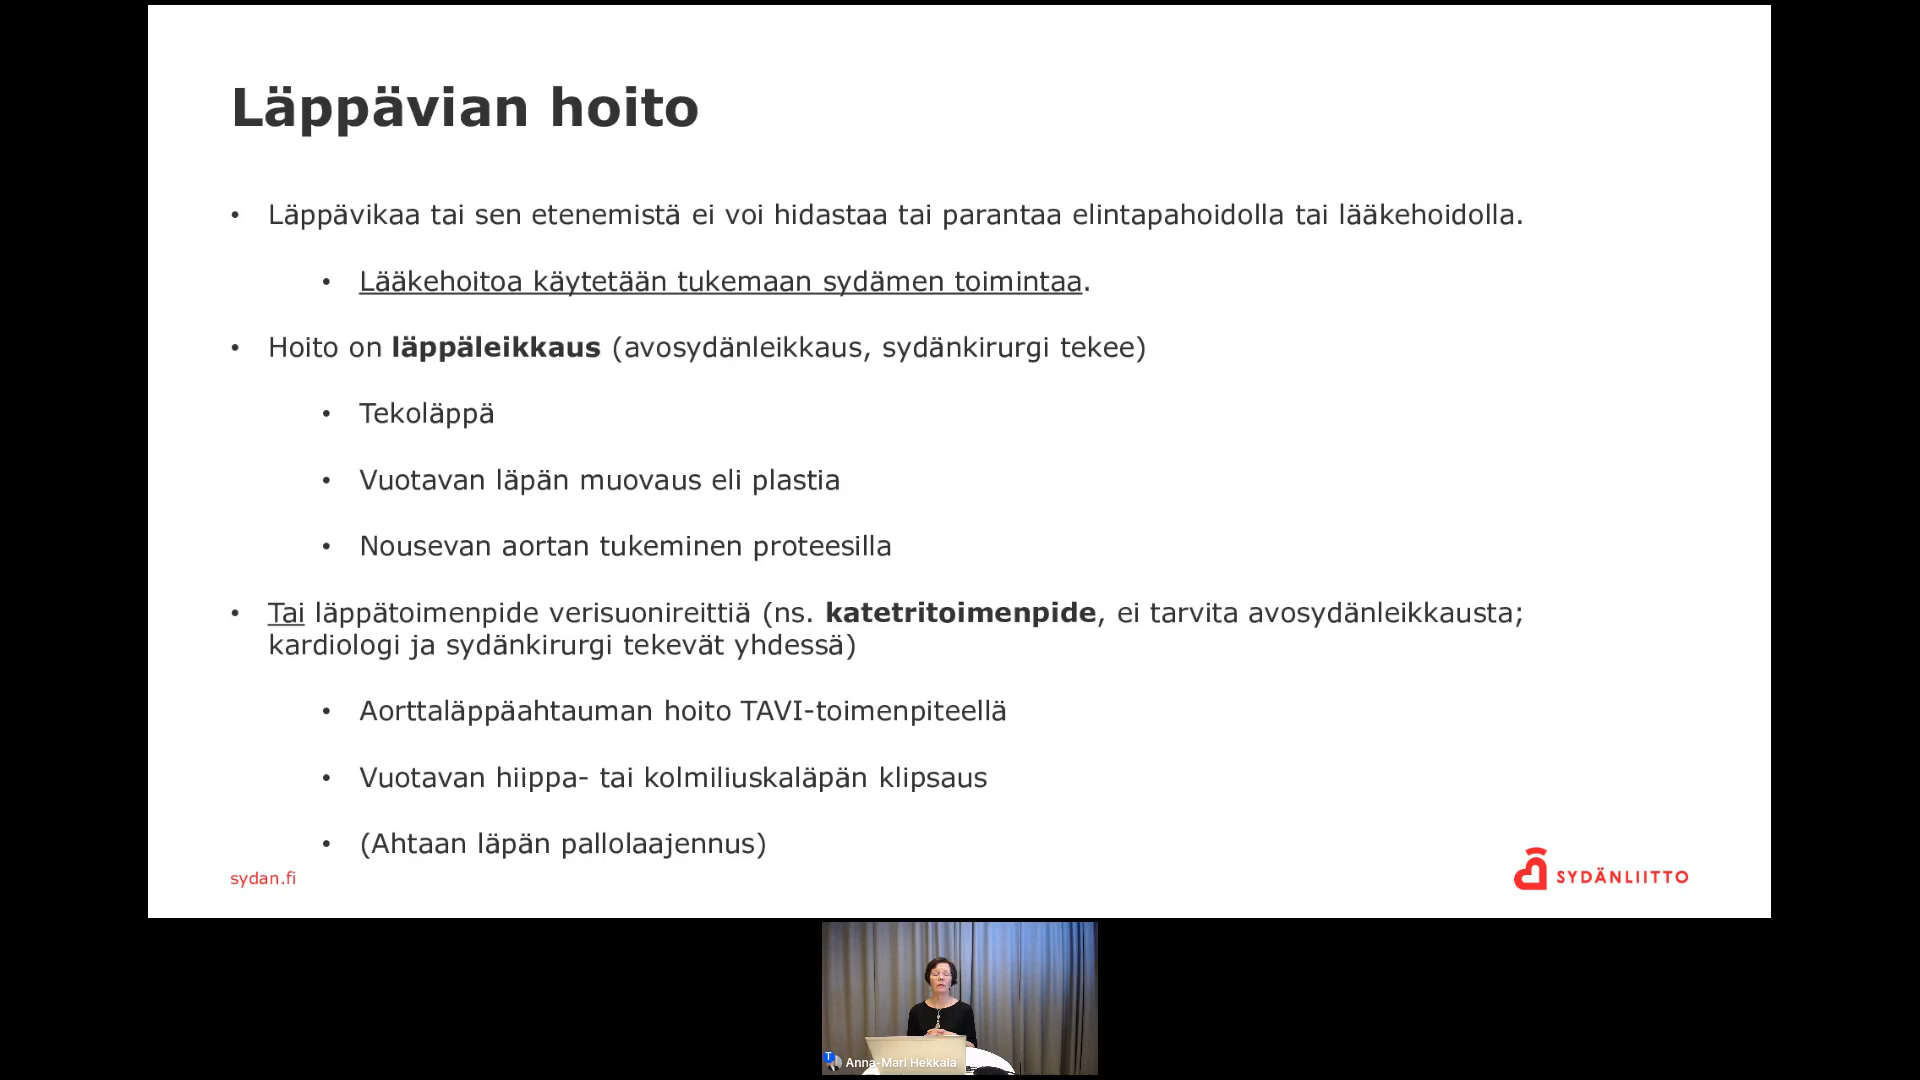 Läppävian hoito
• Läppävikaa tai sen etenemistä ei voi hidastaa tai parantaa elintapahoidolla tai lääkehoidolla.
• Lääkehoitoa käytetään tukemaan sydämen toimintaa.
• Hoito on läppäleikkaus (avosydänleikkaus, sydänkirurgi tekee)
• Tekoläppä
• Vuotavan läpän muovaus eli plastia
• Nousevan aortan tukeminen proteesilla
• Tai läppätoimenpide verisuonireittiä (ns. katetritoimenpide, ei tarvita avosydänleikkausta;
kardiologi ja sydänkirurgi tekevät yhdessä)
• Aorttaläppäahtauman hoito TAVI-toimenpiteellä
• Vuotavan hiippa- tai kolmiliuskaläpän klipsaus
• (Ahtaan läpän pallolaajennus)
sydan.fi
SYDÄNLIITTO
T
Anna-Mari Hekkala